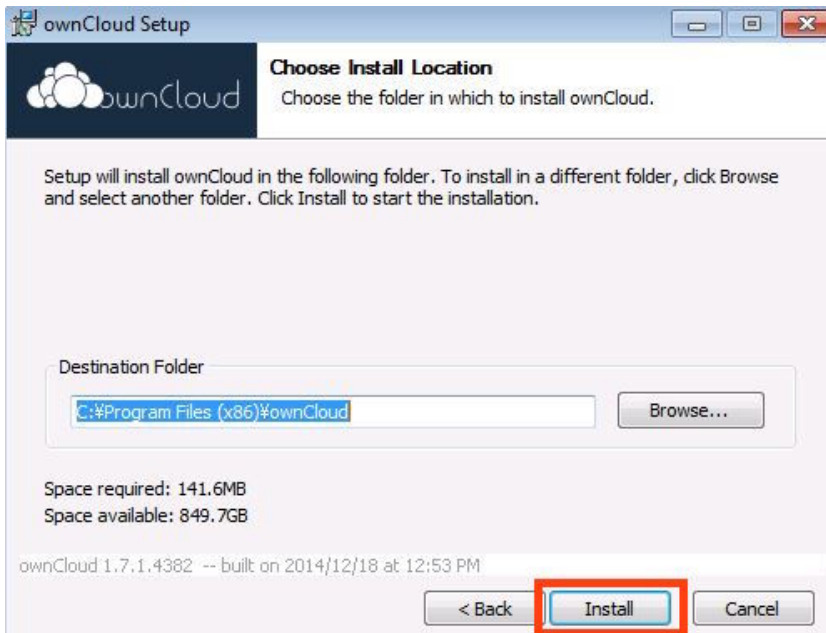 ownCloud Setup
ownCloud
Choose Install Location
Choose the folder in which to install ownCloud.
Setup will install ownCloud in the following folder. To install in a different folder, click Browse
and select another folder. Click Install to start the installation.
Destination Folder
C:¥Program Files (x86)¥ownCloud
Browse...
Space required: 141.6MB
Space available: 849.7GB
ownCloud 1.7.1.4382 -- built on 2014/12/18 at 12:53 PM
< Back
Install
Cancel